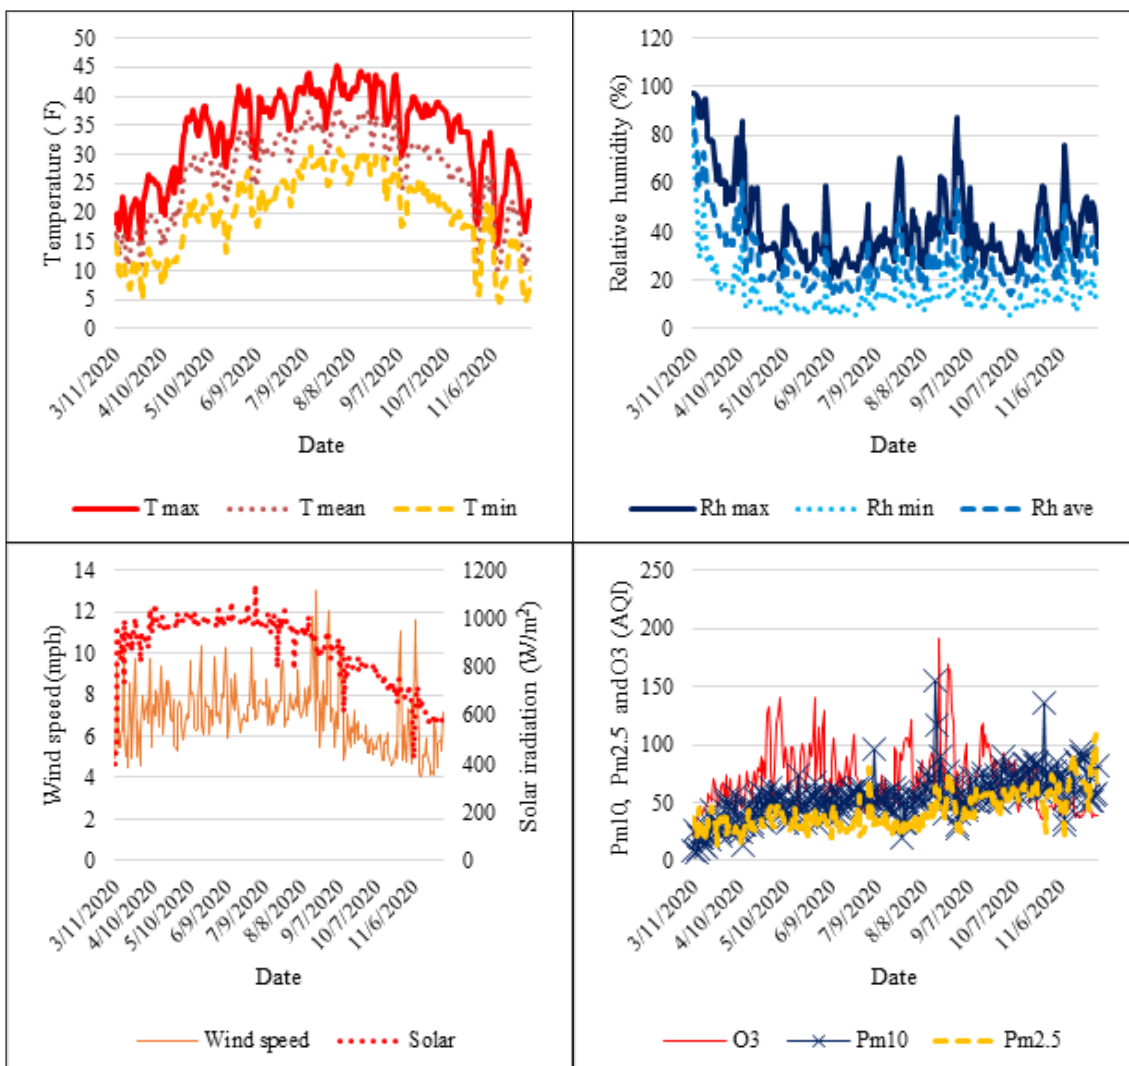 Temperature ( F)
50
45
40
35
30
25
20
15
10
5
0
3/11/2020 4/10/2020 5/10/2020 6/9/2020 7/9/2020 8/8/2020 9/7/2020 10/7/2020 11/6/2020
Date
T max T mean T min
Relative humidity (%)
120
100
80
60
40
20
0
3/11/2020 4/10/2020 5/10/2020 6/9/2020 7/9/2020 8/8/2020 9/7/2020 10/7/2020 11/6/2020
Date
Rh max Rh min Rh ave
Wind speed (mph)
14
12
10
8
6
4
2
0
1200
1000
800
600
400
200
0
Solar iradiation (W/m²)
3/11/2020 4/10/2020 5/10/2020 6/9/2020 7/9/2020 8/8/2020 9/7/2020 10/7/2020 11/6/2020
Date
Wind speed Solar
Pm10, Pm2.5 and O3 (AQI)
250
200
150
100
50
0
3/11/2020 4/10/2020 5/10/2020 6/9/2020 7/9/2020 8/8/2020 9/7/2020 10/7/2020 11/6/2020
Date
O3 Pm10 Pm2.5